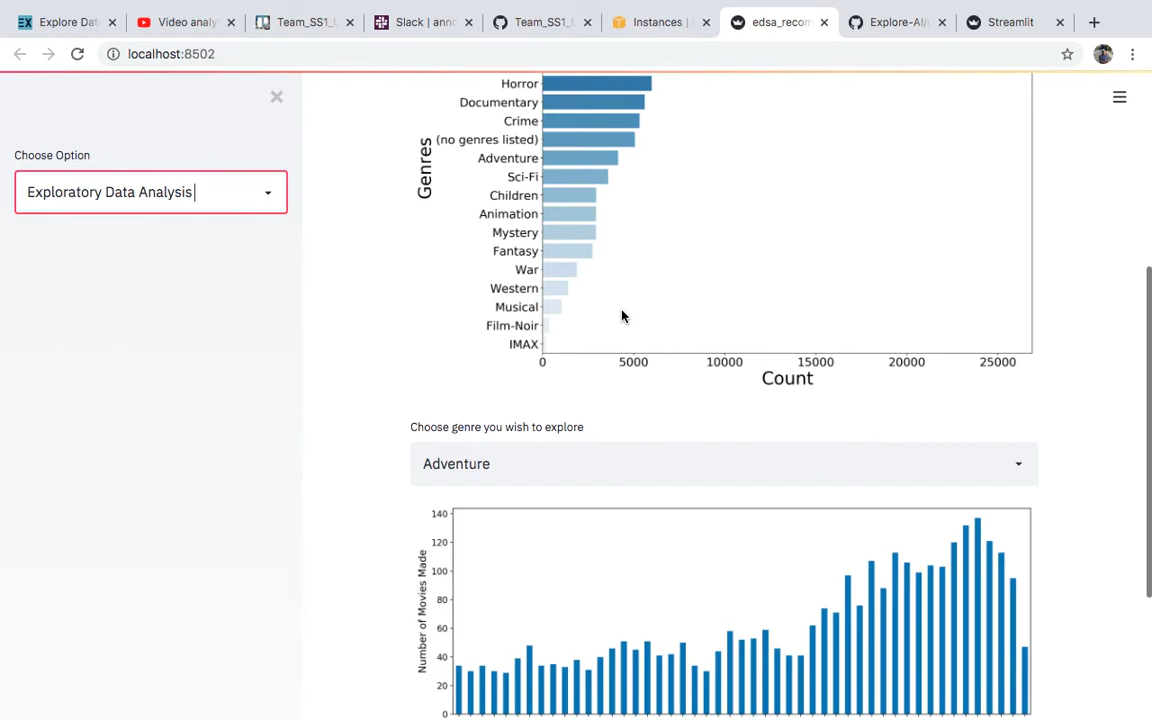 Explore Dat
Video analy
Team_SS1_
Slack | anno
Team_SS1_U
Instances |
edsa_recom
Explore-AI/
Streamlit
localhost:8502
Choose Option
Exploratory Data Analysis
Genres
Horror
Documentary
Crime
(no genres listed)
Adventure
Sci-Fi
Children
Animation
Mystery
Fantasy
War
Western
Musical
Film-Noir
IMAX
0 5000 10000 15000 20000 25000
Count
Choose genre you wish to explore
Adventure
Number of Movies Made
140
120
100
80
60
40
20
0